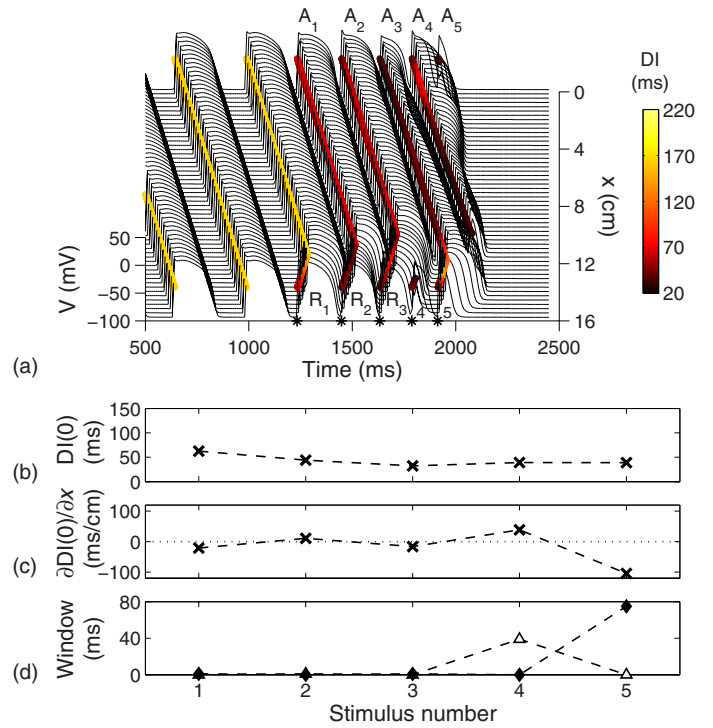 A1 A2 A3 A4 A5
DI
(ms)
220
170
120
70
20
0
4
8
12
16
x (cm)
50
0
−50
−100
V (mV)
R1 R2 R3 4 5
500 1000 1500 2000 2500
Time (ms)
(a)
150
100
50
0
DI(0)
(ms)
(b)
100
0
−100
∂DI(0)/∂x
(ms/cm)
(c)
80
40
0
Window
(ms)
(d)
1 2 3 4 5
Stimulus number